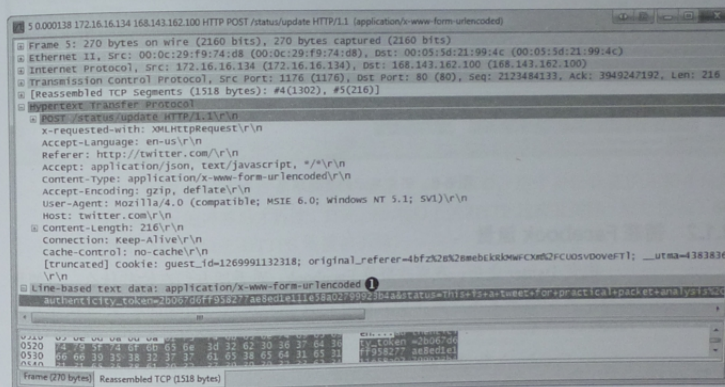 5 0.000138 172.16.16.134 168.143.162.100 HTTP POST /status/update HTTP/1.1 (application/x-www-form-urlencoded)
Frame 5: 270 bytes on wire (2160 bits), 270 bytes captured (2160 bits)
Ethernet II, Src: 00:0c:29:f9:74:d8 (00:0c:29:f9:74:d8), Dst: 00:05:5d:21:99:4c (00:05:5d:21:99:4c)
Internet Protocol, Src: 172.16.16.134 (172.16.16.134), Dst: 168.143.162.100 (168.143.162.100)
Transmission Control Protocol, Src Port: 1176 (1176), Dst Port: 80 (80), Seq: 2123484133, Ack: 3949247192, Len: 216
[Reassembled TCP Segments (1518 bytes): #4(1302), #5(216)]
Hypertext Transfer Protocol
POST /status/update HTTP/1.1\r\n
x-requested-with: XMLHttpRequest\r\n
Accept-Language: en-us\r\n
Referer: http://twitter.com/\r\n
Accept: application/json, text/javascript, */*\r\n
Content-Type: application/x-www-form-urlencoded\r\n
Accept-Encoding: gzip, deflate\r\n
User-Agent: Mozilla/4.0 (compatible; MSIE 6.0; Windows NT 5.1; SV1)\r\n
Host: twitter.com\r\n
Content-Length: 216\r\n
Connection: Keep-Alive\r\n
Cache-Control: no-cache\r\n
[truncated] Cookie: guest_id=1269991132318; __utma=4383836
\r\n
Line-based text data: application/x-www-form-urlencoded ❶
0520
0530
Frame (270 bytes) Reassembled TCP (1518 bytes)